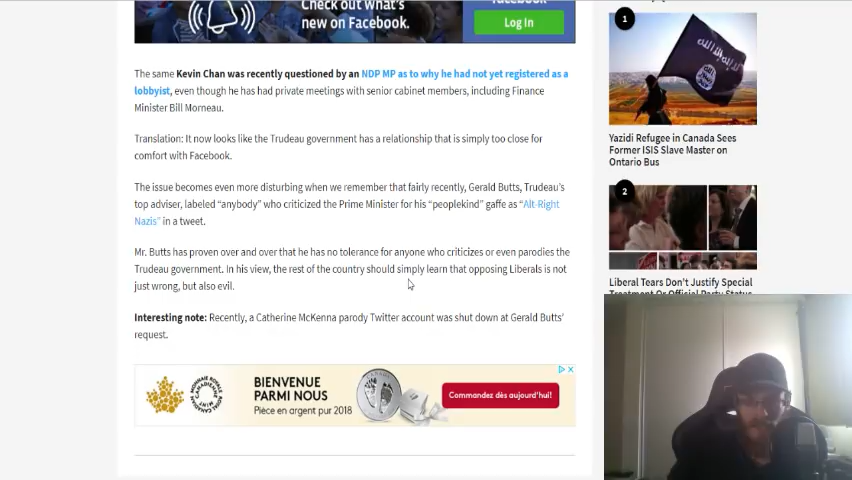 Check out what's
new on Facebook.
Log In
The same Kevin Chan was recently questioned by an NDP MP as to why he had not yet registered as a
lobbyist, even though he has had private meetings with senior cabinet members, including Finance
Minister Bill Morneau.
Translation: It now looks like the Trudeau government has a relationship that is simply too close for
comfort with Facebook.
The issue becomes even more disturbing when we remember that fairly recently, Gerald Butts, Trudeau's
top adviser, labeled "anybody" who criticized the Prime Minister for his "peoplekind" gaffe as "Alt-Right
Nazis" in a tweet.
Mr. Butts has proven over and over that he has no tolerance for anyone who criticizes or even parodies the
Trudeau government. In his view, the rest of the country should simply learn that opposing Liberals is not
just wrong, but also evil.
Interesting note: Recently, a Catherine McKenna parody Twitter account was shut down at Gerald Butts'
request.
BIENVENUE
PARMI NOUS
Pièce en argent pur 2018
Commandez dès aujourd'hui!
1
Yazidi Refugee in Canada Sees
Former ISIS Slave Master on
Ontario Bus
2
Liberal Tears Don't Justify Special
Treatment Or Official Party Status